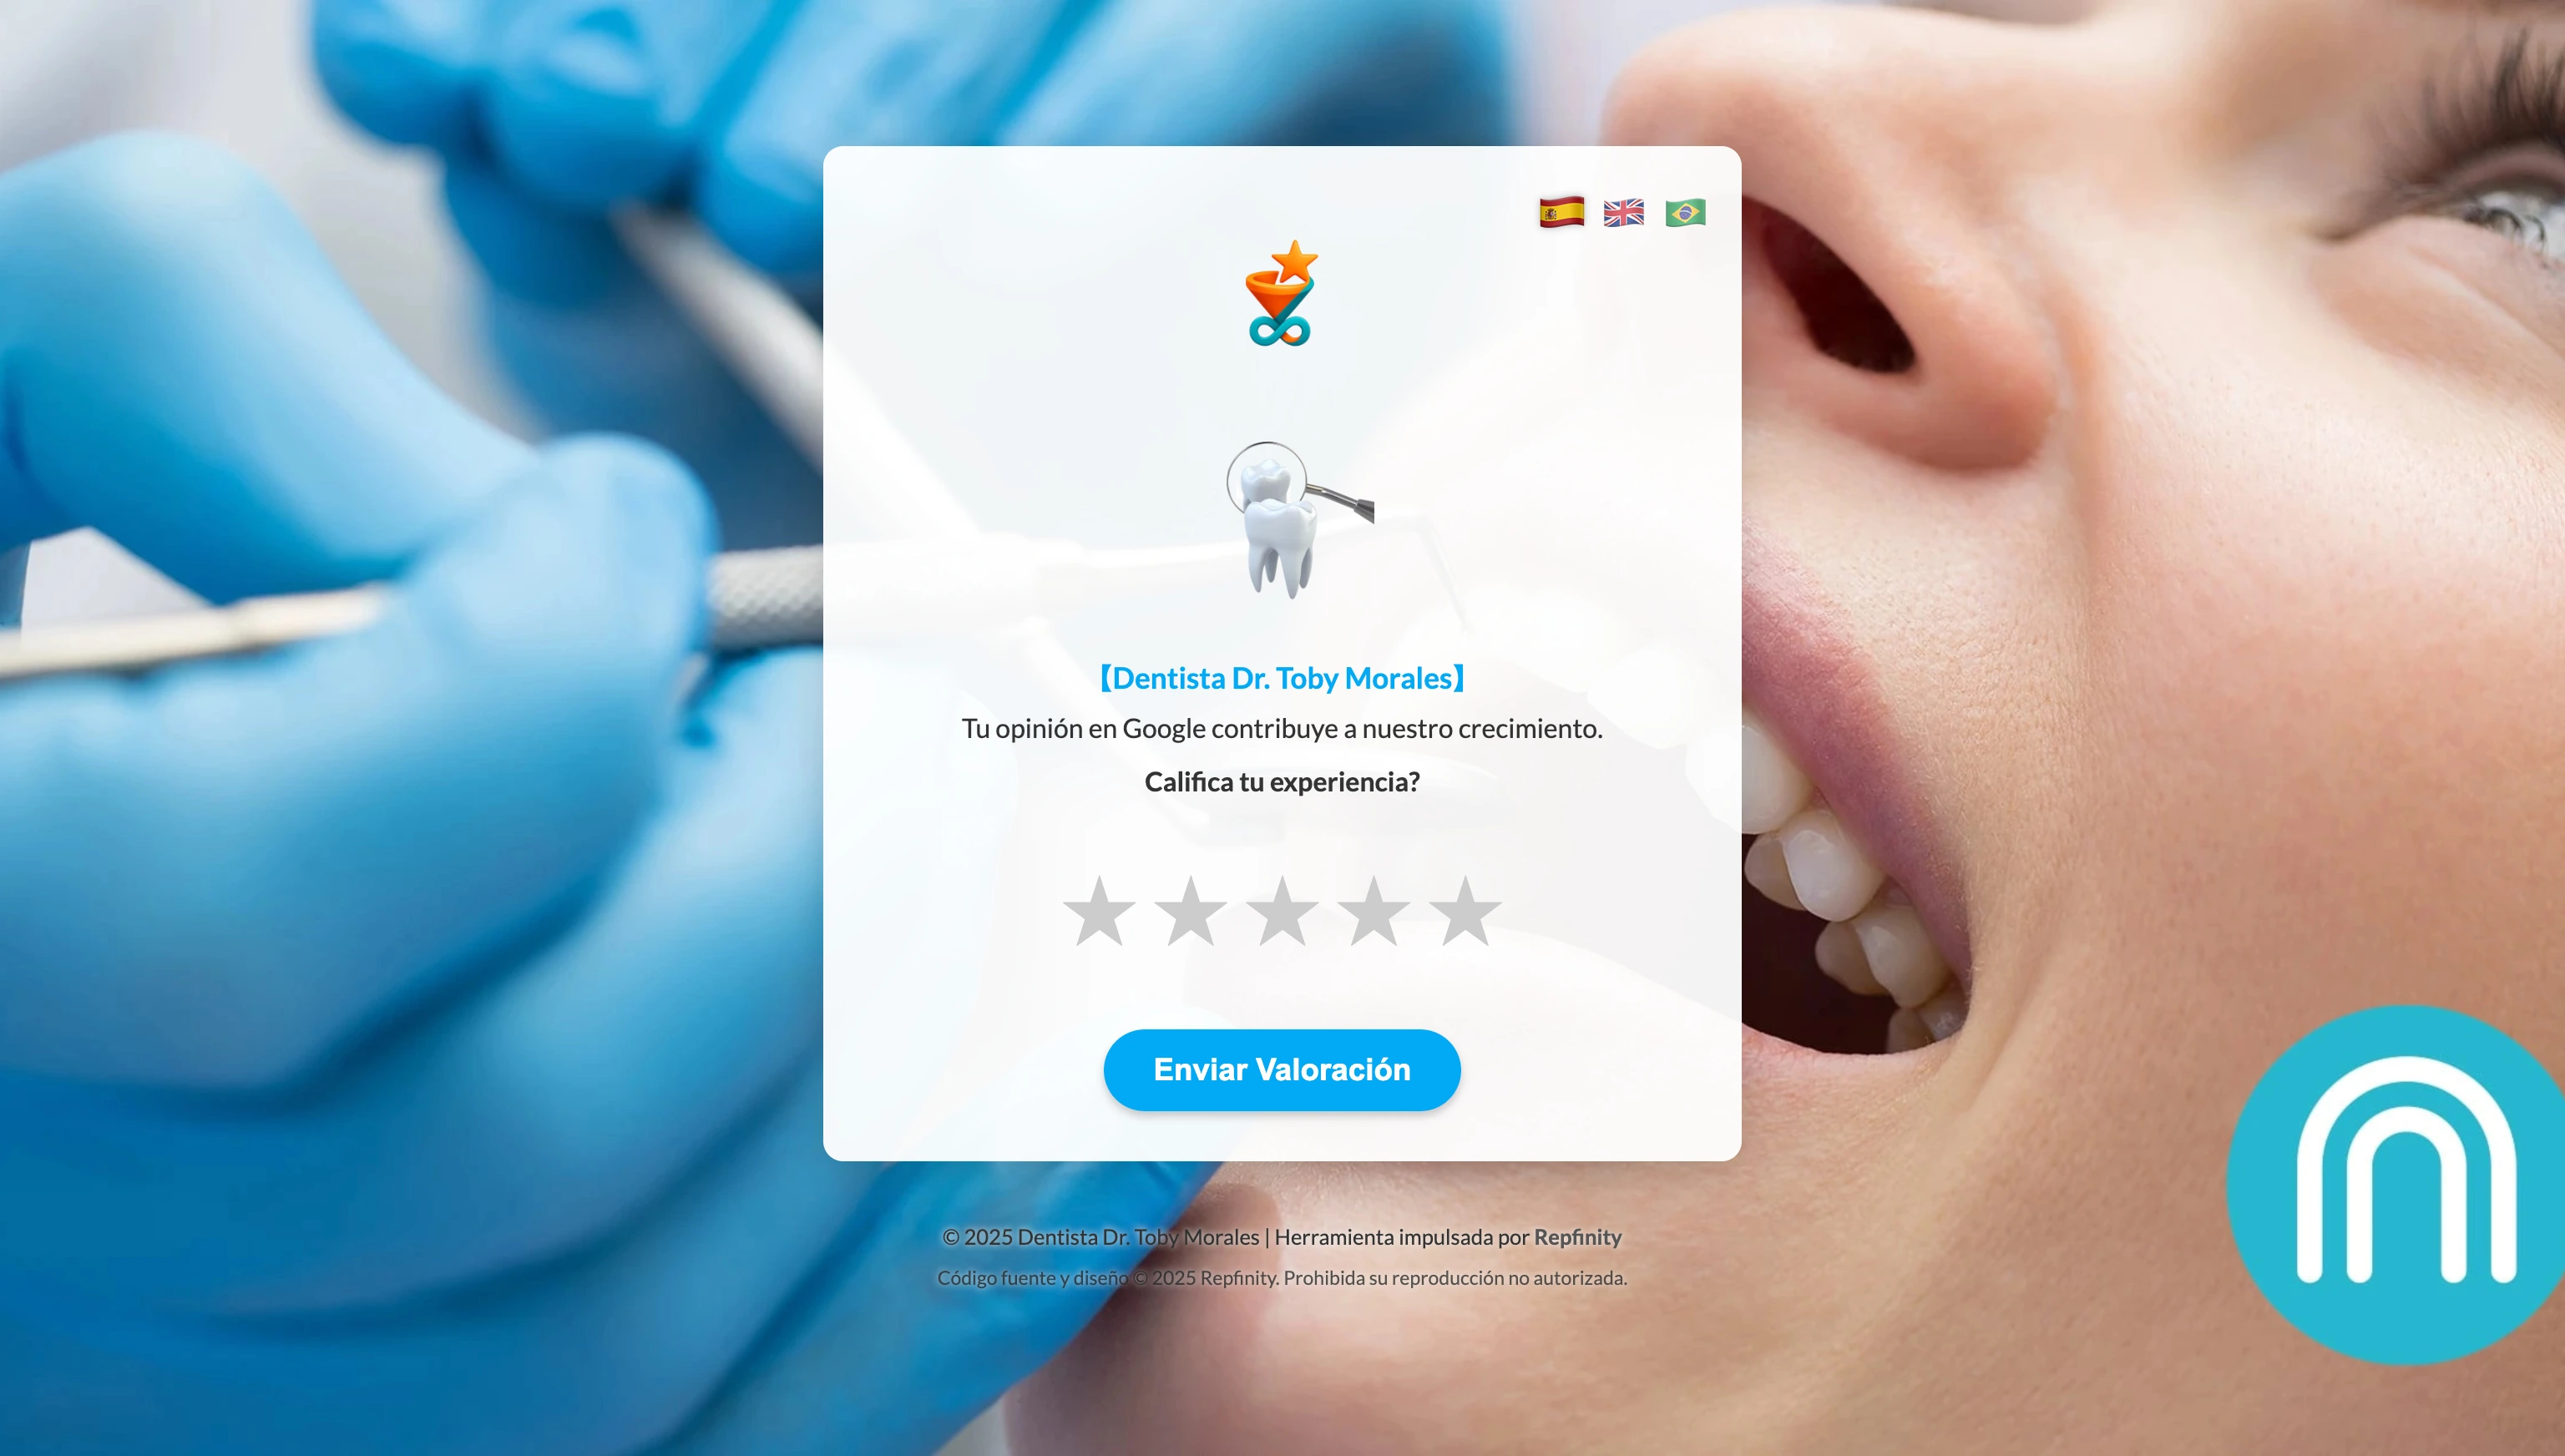 【Dentista Dr. Toby Morales】
Tu opinión en Google contribuye a nuestro crecimiento.
Califica tu experiencia?
Enviar Valoración
© 2025 Dentista Dr. Toby Morales | Herramienta impulsada por Repfinity
Código fuente y diseño © 2025 Repfinity. Prohibida su reproducción no autorizada.